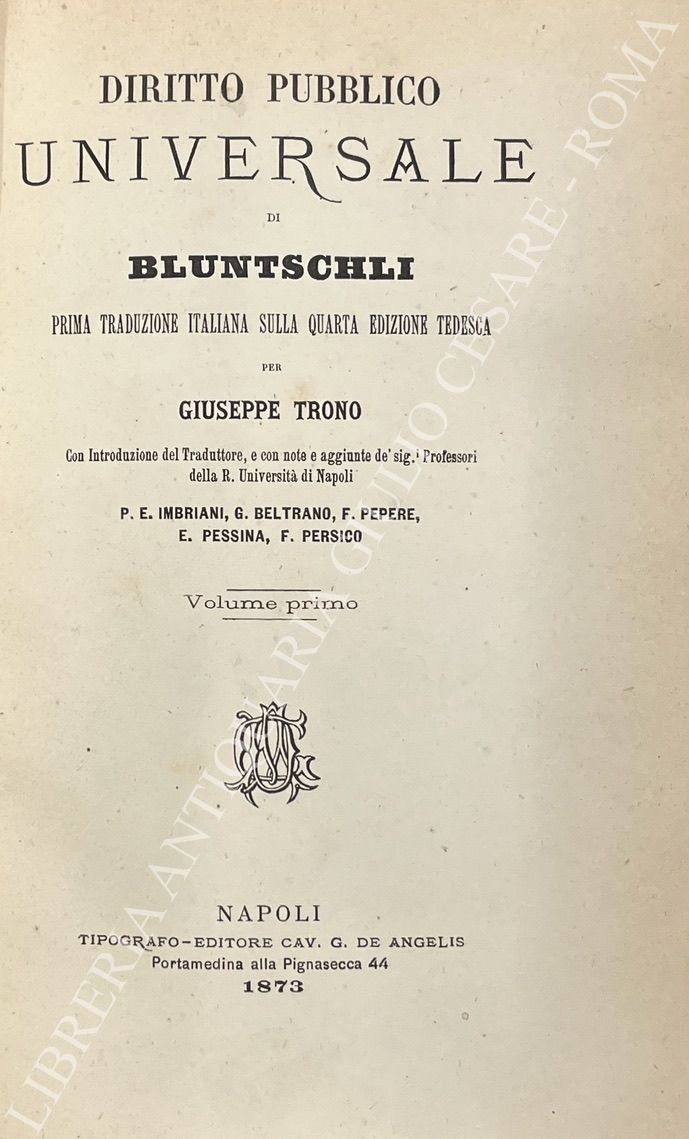 DIRITTO PUBBLICO
UNIVERSALE
DI
BLUNTSCHLI
PRIMA TRADUZIONE ITALIANA SULLA QUARTA EDIZIONE TEDESCA
PER
GIUSEPPE TRONO
Con Introduzione del Traduttore, e con note e aggiunte de' sig.i Professori
della R. Università di Napoli
P. E. IMBRIANI, G. BELTRANO, F. PEPERE,
E. PESSINA, F. PERSICO
Volume primo
NAPOLI
TIPOGRAFO-EDITORE CAV. G. DE ANGELIS
Portamedina alla Pignasecca 44
1873
LIBRERIA ANTIQUARIA GIULIO CESARE - ROMA